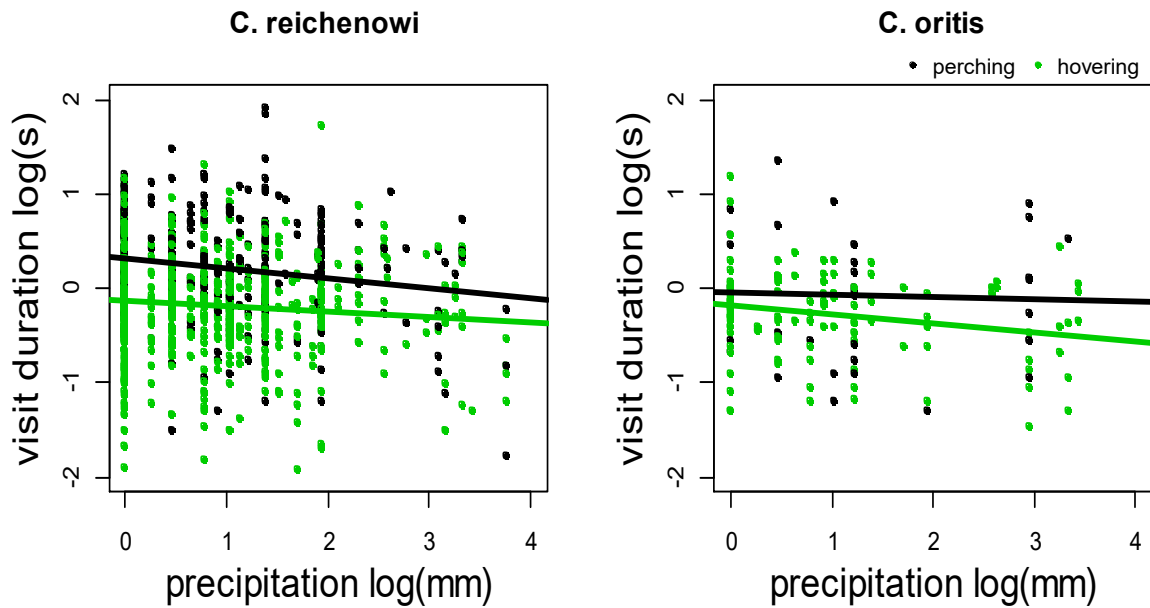 C. reichenowi
C. oritis
perching hovering
visit duration log(s)
2
1
0
-1
-2
0 1 2 3 4
precipitation log(mm)
visit duration log(s)
2
1
0
-1
-2
0 1 2 3 4
precipitation log(mm)